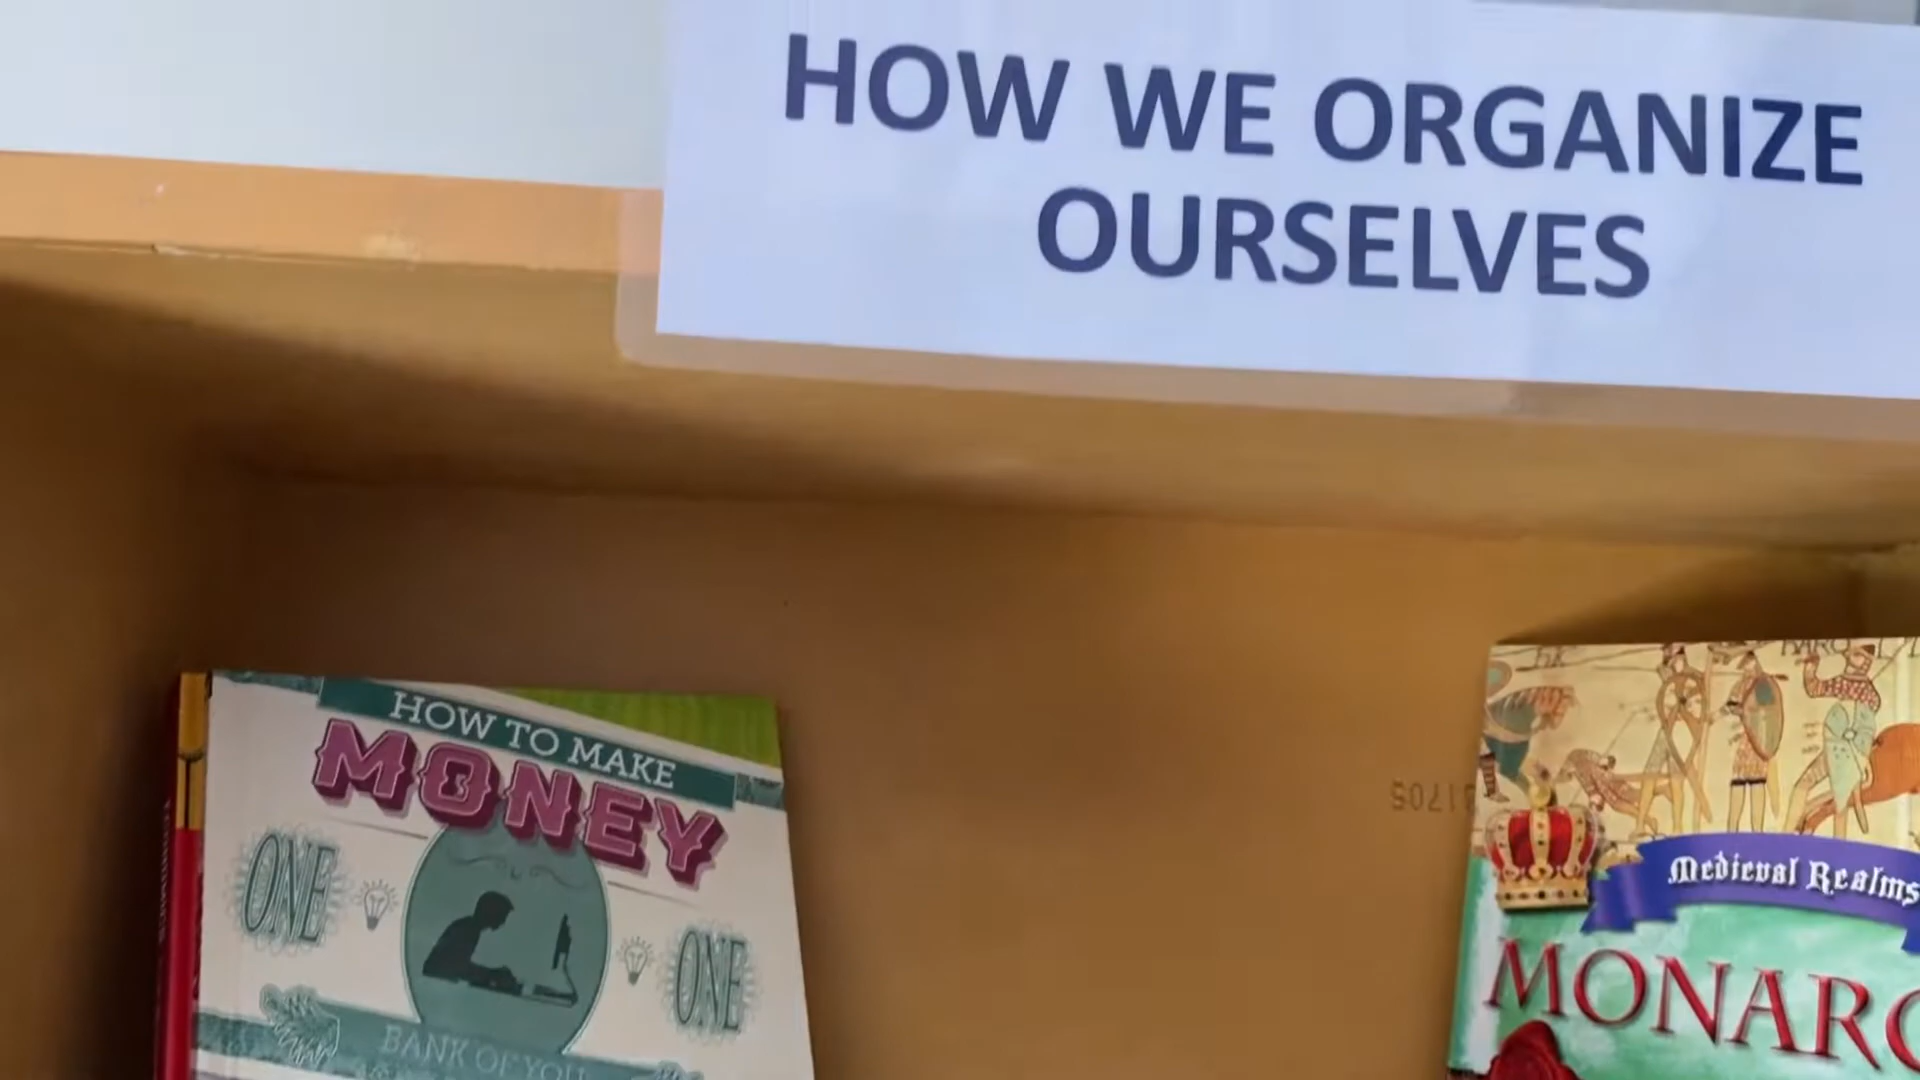 HOW WE ORGANIZE
OURSELVES
HOW TO MAKE
MONEY
ONE
ONE
BANK OF YOU
Medieval Realms
MONARC